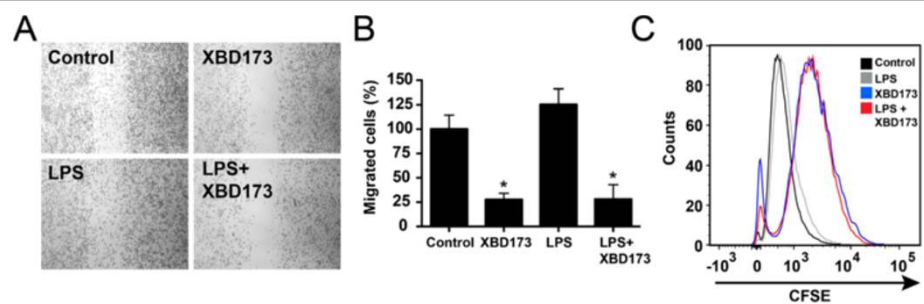 A
Control
XBD173
LPS
LPS+
XBD173
B
Migrated cells (%)
150
125
100
75
50
25
0
*
*
Control
XBD173
LPS
LPS+
XBD173
C
Counts
100
80
60
40
20
0
Control
LPS
XBD173
LPS +
XBD173
-10³ 0 10³ 10⁴ 10⁵
CFSE